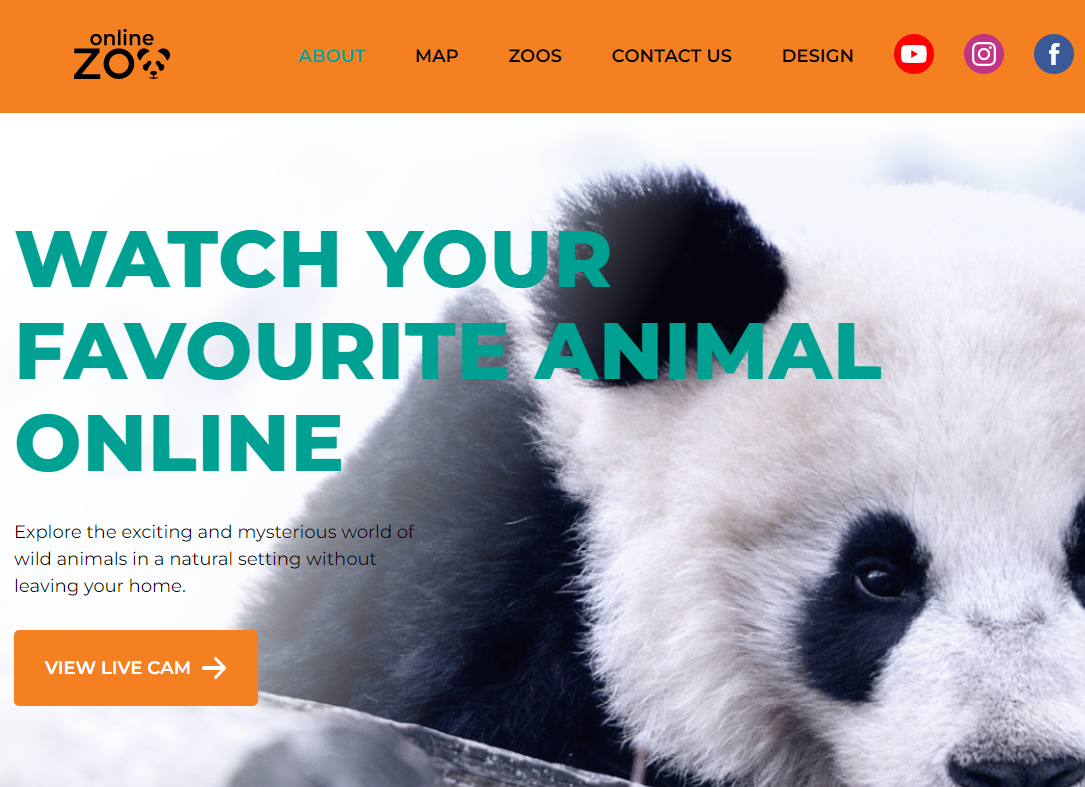 online
ZOO
ABOUT MAP ZOOS CONTACT US DESIGN
WATCH YOUR
FAVOURITE ANIMAL
ONLINE
Explore the exciting and mysterious world of
wild animals in a natural setting without
leaving your home.
VIEW LIVE CAM